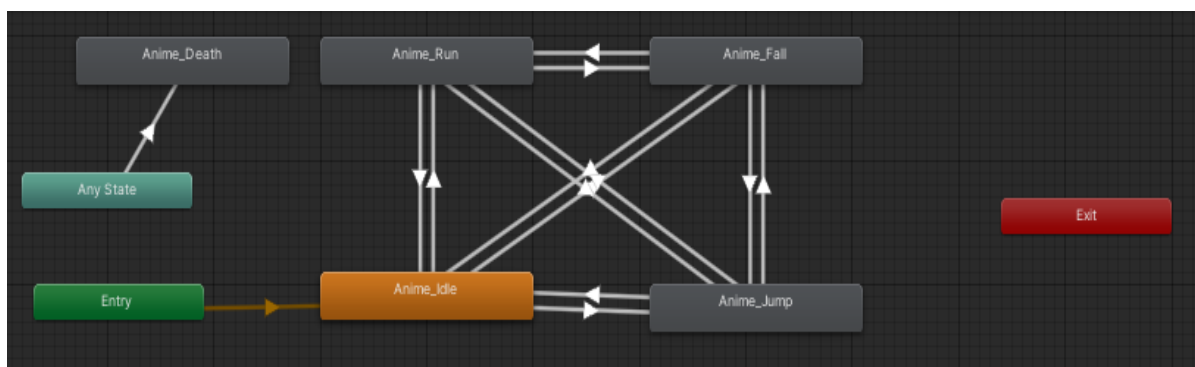 Anime_Death
Anime_Run
Anime_Fall
Any State
Exit
Entry
Anime_Idle
Anime_Jump